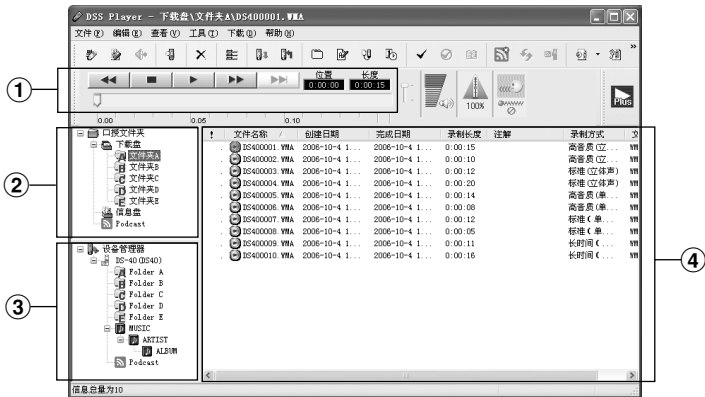 DSS Player - 下载盘\文件夹A\DS400001.WMA
文件(F) 编辑(E) 查看(V) 工具(T) 下载(D) 帮助(H)
»
位置 长度
0:00:00 0:00:15
0.00 0.05 0.10
100%
Plus
①
②
③
④
口授文件夹
下载盘
文件夹A
文件夹B
文件夹C
文件夹D
文件夹E
信息盘
Podcast
设备管理器
DS-40(DS40)
Folder A
Folder B
Folder C
Folder D
Folder E
MUSIC
ARTIST
ALBUM
Podcast
! 文件名称 / 创建日期 完成日期 录制长度 注解 录制方式 文
DS400001.WMA 2006-10-4 1... 2006-10-4 1... 0:00:15 高音质(立... WM
DS400002.WMA 2006-10-4 1... 2006-10-4 1... 0:00:10 高音质(立... WM
DS400003.WMA 2006-10-4 1... 2006-10-4 1... 0:00:12 标准(立体声) WM
DS400004.WMA 2006-10-4 1... 2006-10-4 1... 0:00:20 标准(立体声) WM
DS400005.WMA 2006-10-4 1... 2006-10-4 1... 0:00:14 高音质(单... WM
DS400006.WMA 2006-10-4 1... 2006-10-4 1... 0:00:08 高音质(单... WM
DS400007.WMA 2006-10-4 1... 2006-10-4 1... 0:00:12 标准(单... WM
DS400008.WMA 2006-10-4 1... 2006-10-4 1... 0:00:05 标准(单... WM
DS400009.WMA 2006-10-4 1... 2006-10-4 1... 0:00:11 长时间(... WM
DS400010.WMA 2006-10-4 1... 2006-10-4 1... 0:00:16 长时间(... WM
信息总量为10